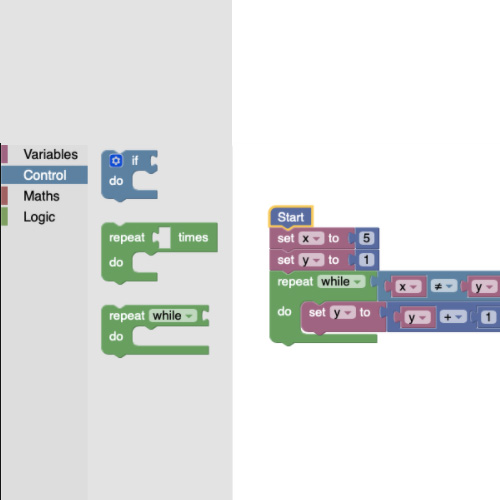 Variables
Control
Maths
Logic
if
do
repeat times
do
repeat while
do
Start
set x to 5
set y to 1
repeat while x ≠ y
do set y to y + 1